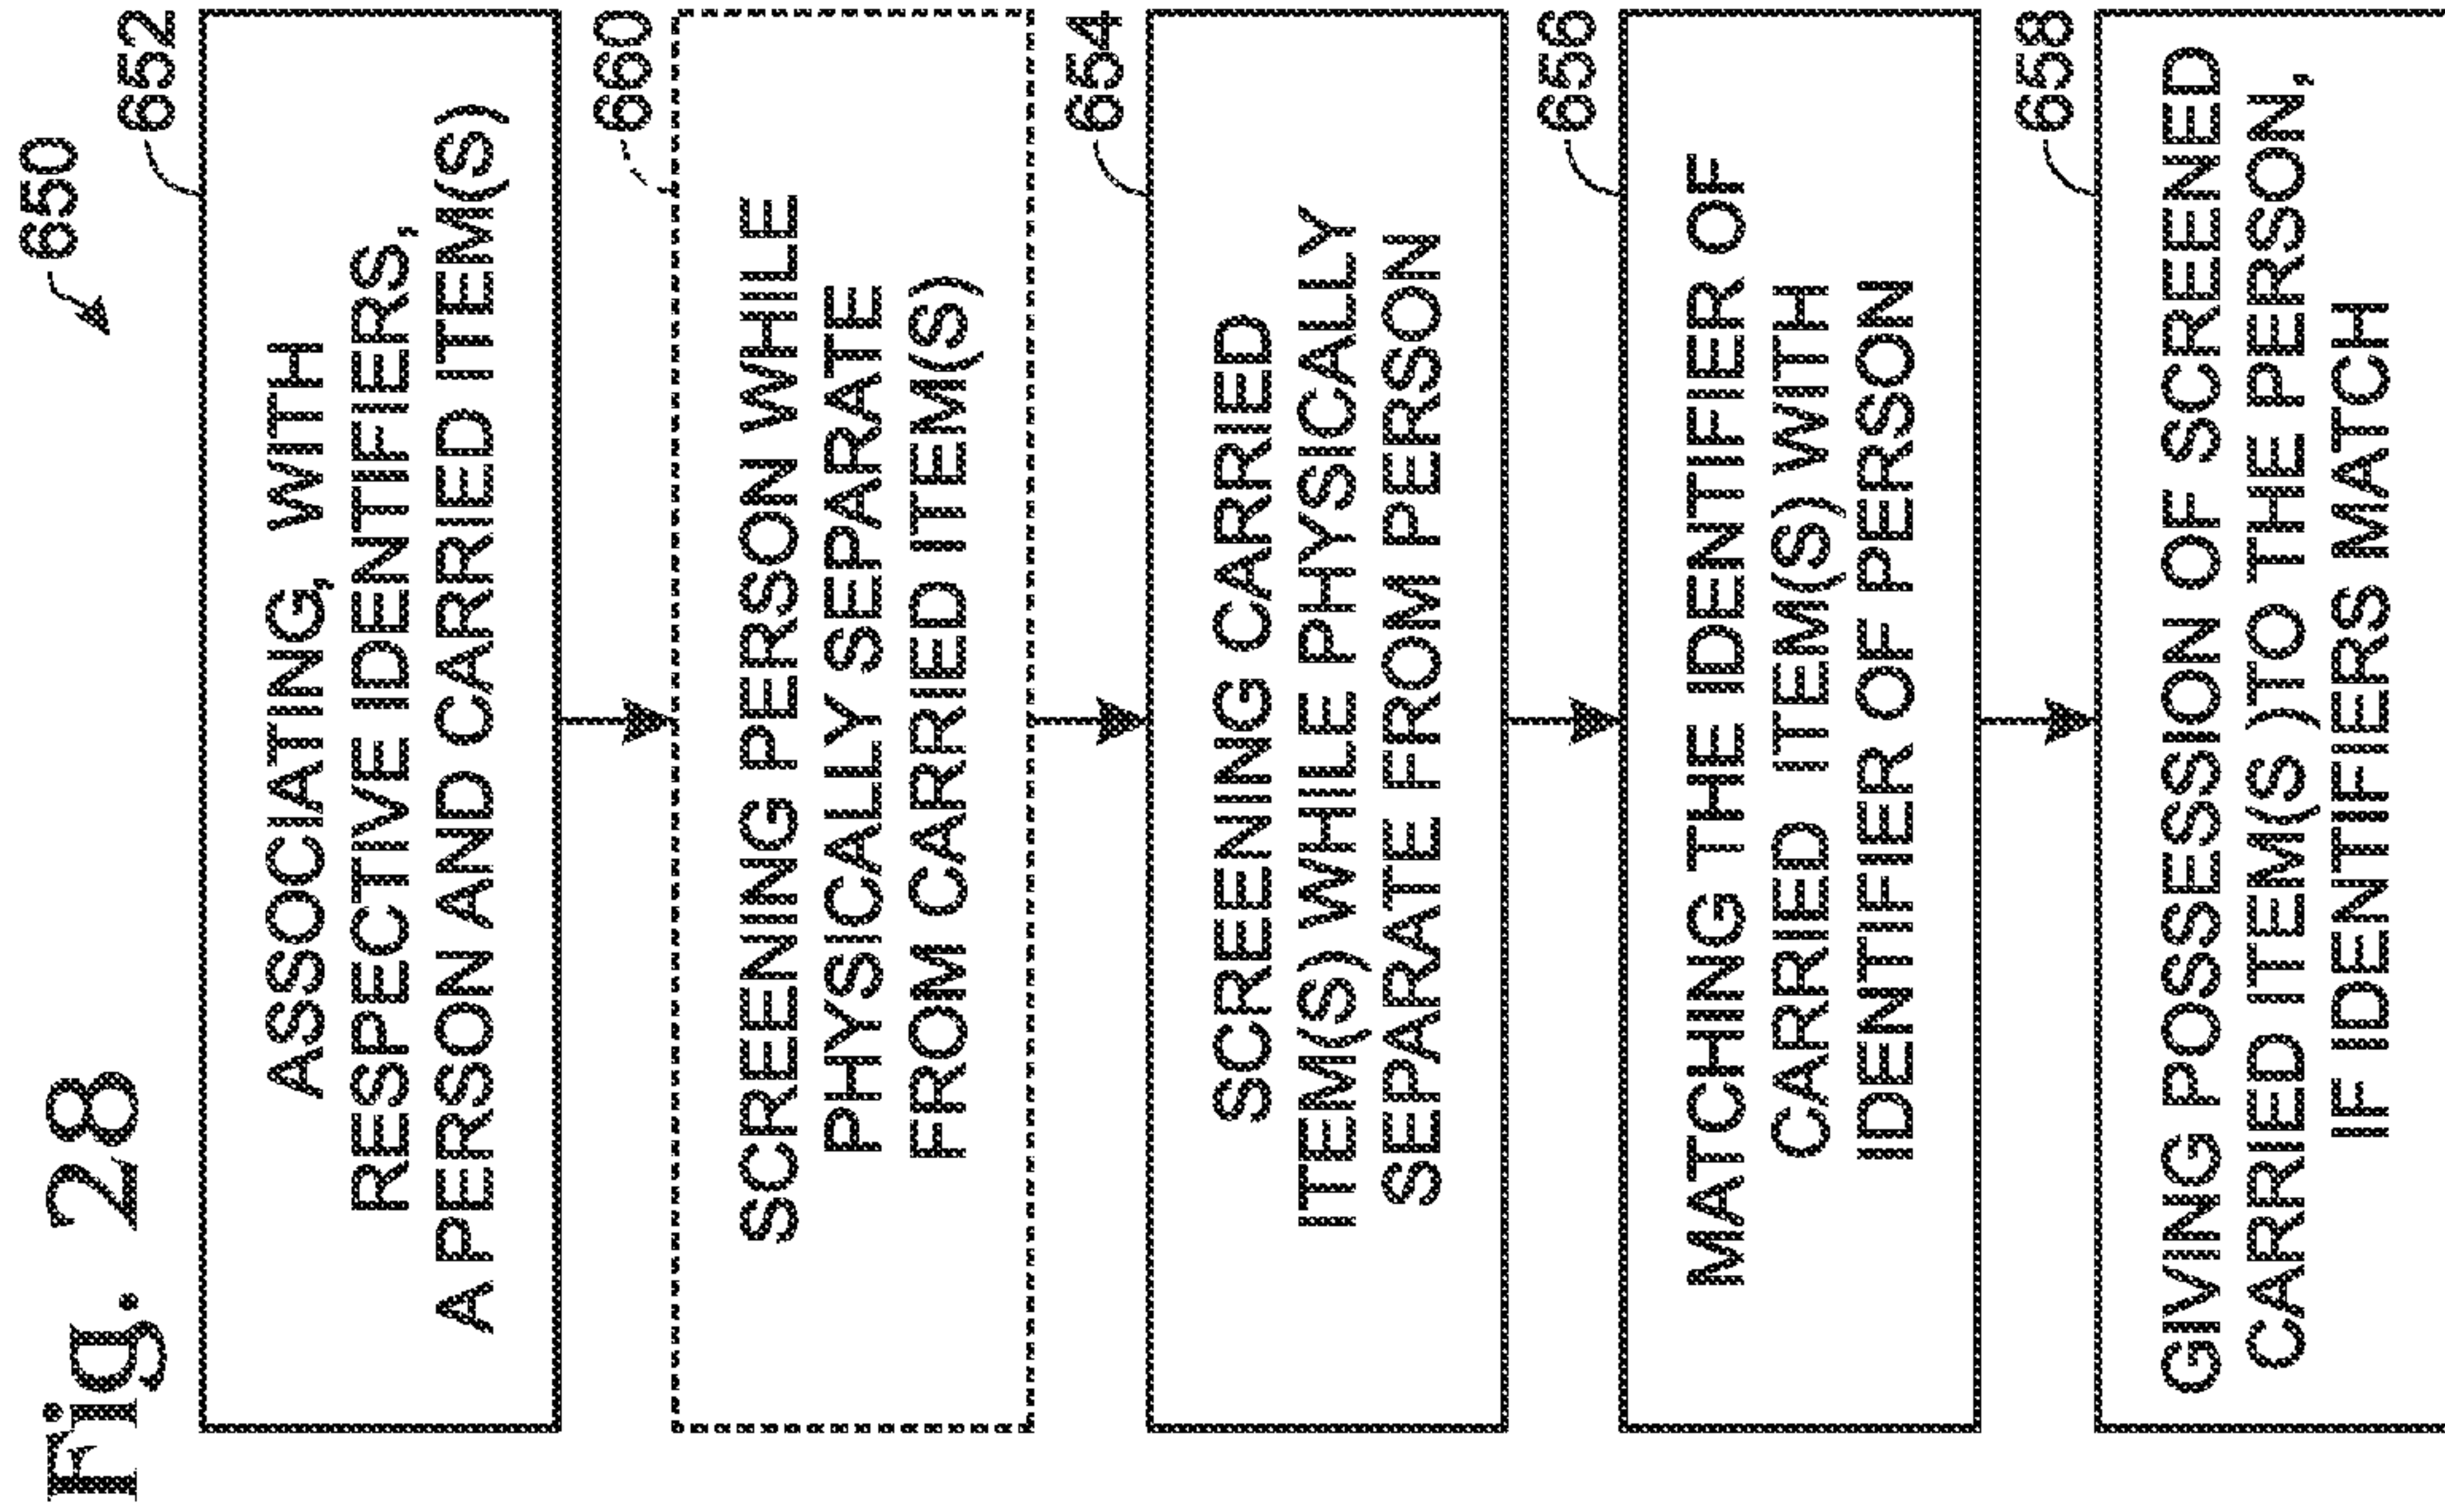 Fig. 28
650
652
ASSOCIATING, WITH
RESPECTIVE IDENTIFIERS,
A PERSON AND CARRIED ITEM(S)
660
SCREENING PERSON WHILE
PHYSICALLY SEPARATE
FROM CARRIED ITEM(S)
654
SCREENING CARRIED
ITEM(S) WHILE PHYSICALLY
SEPARATE FROM PERSON
656
MATCHING THE IDENTIFIER OF
CARRIED ITEM(S) WITH
IDENTIFIER OF PERSON
658
GIVING POSSESSION OF SCREENED
CARRIED ITEM(S )TO THE PERSON,
IF IDENTIFIERS MATCH